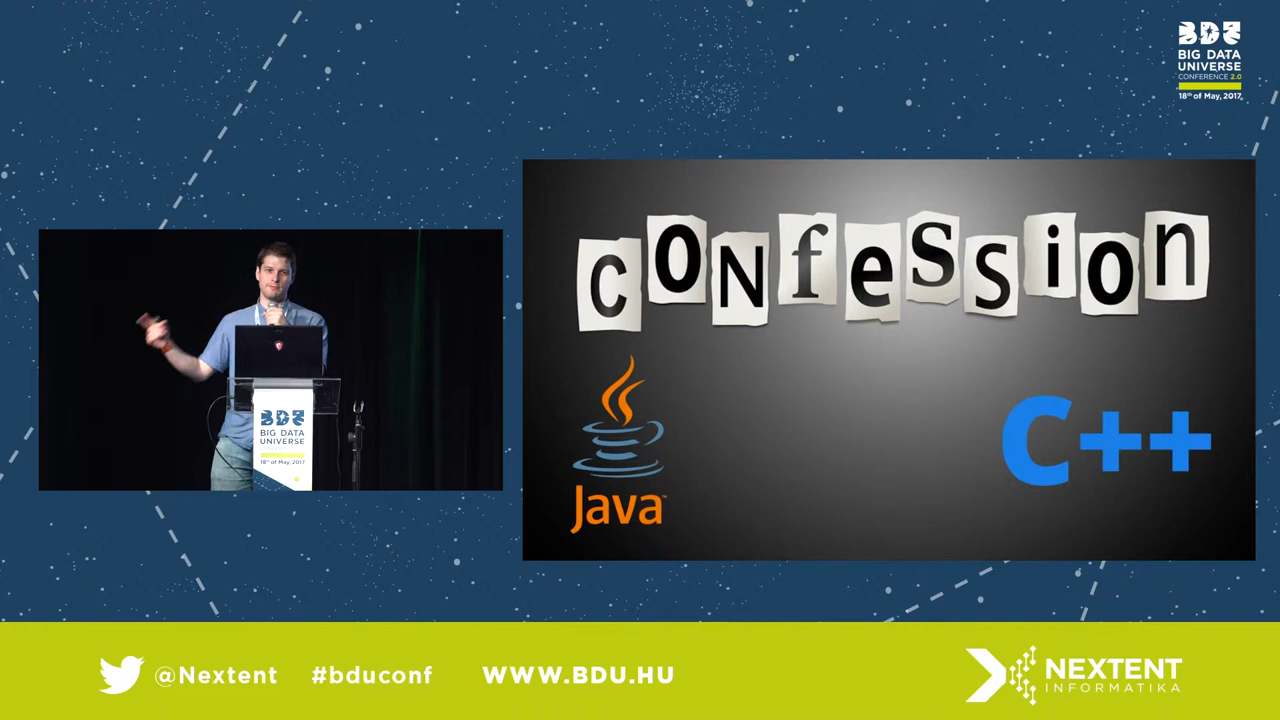 BDU
BIG DATA
UNIVERSE
CONFERENCE 2.0
18th of May, 2017.
coNfession
Java™
C++
BDU
BIG DATA
UNIVERSE
18th of May, 2017
@Nextent #bduconf WWW.BDU.HU
NEXTENT
INFORMATIKA